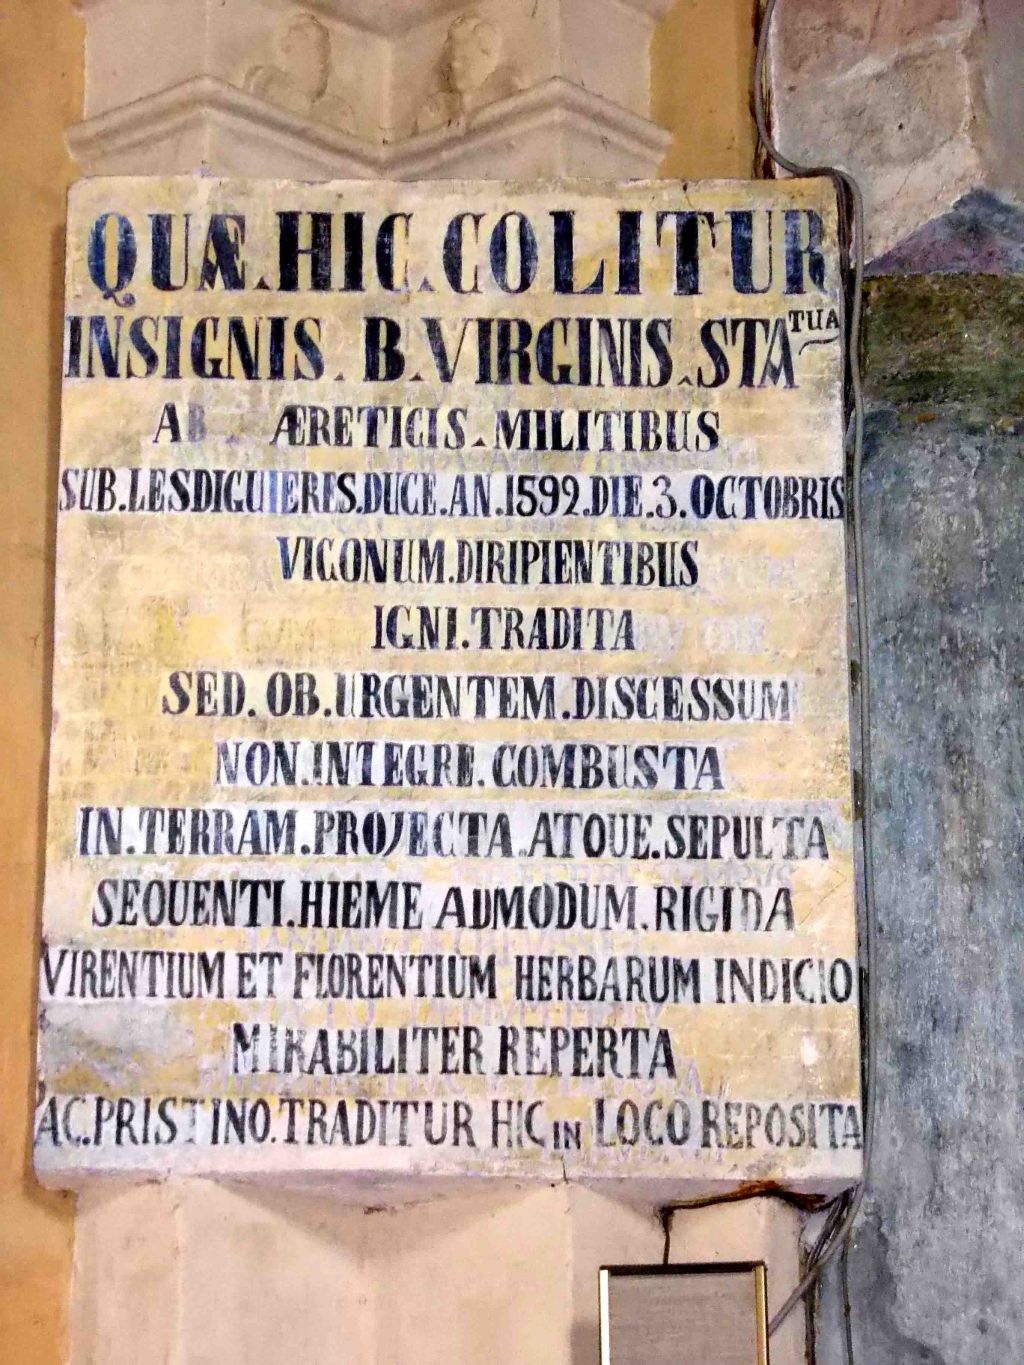 QUÆ.HIC.COLITUR
INSIGNIS.B.VIRGINIS.STATUA
AB ÆRETICIS.MILITIBUS
SUB.LESDIGUIERES.DUCE.AN.1592.DIE.3.OCTOBRIS
VIGONUM.DIRIPIENTIBUS
IGNI.TRADITA
SED.OB.URGENTEM.DISCESSUM
NON.INTEGRE.COMBUSTA
IN.TERRAM.PROJECTA.ATQUE.SEPULTA
SEQUENTI.HIEME ADMODUM.RIGIDA
VIRENTIUM ET FLORENTIUM HERBARUM INDICIO
MIRABILITER REPERTA
AC.PRISTINO.TRADITUR HIC IN LOCO REPOSITA